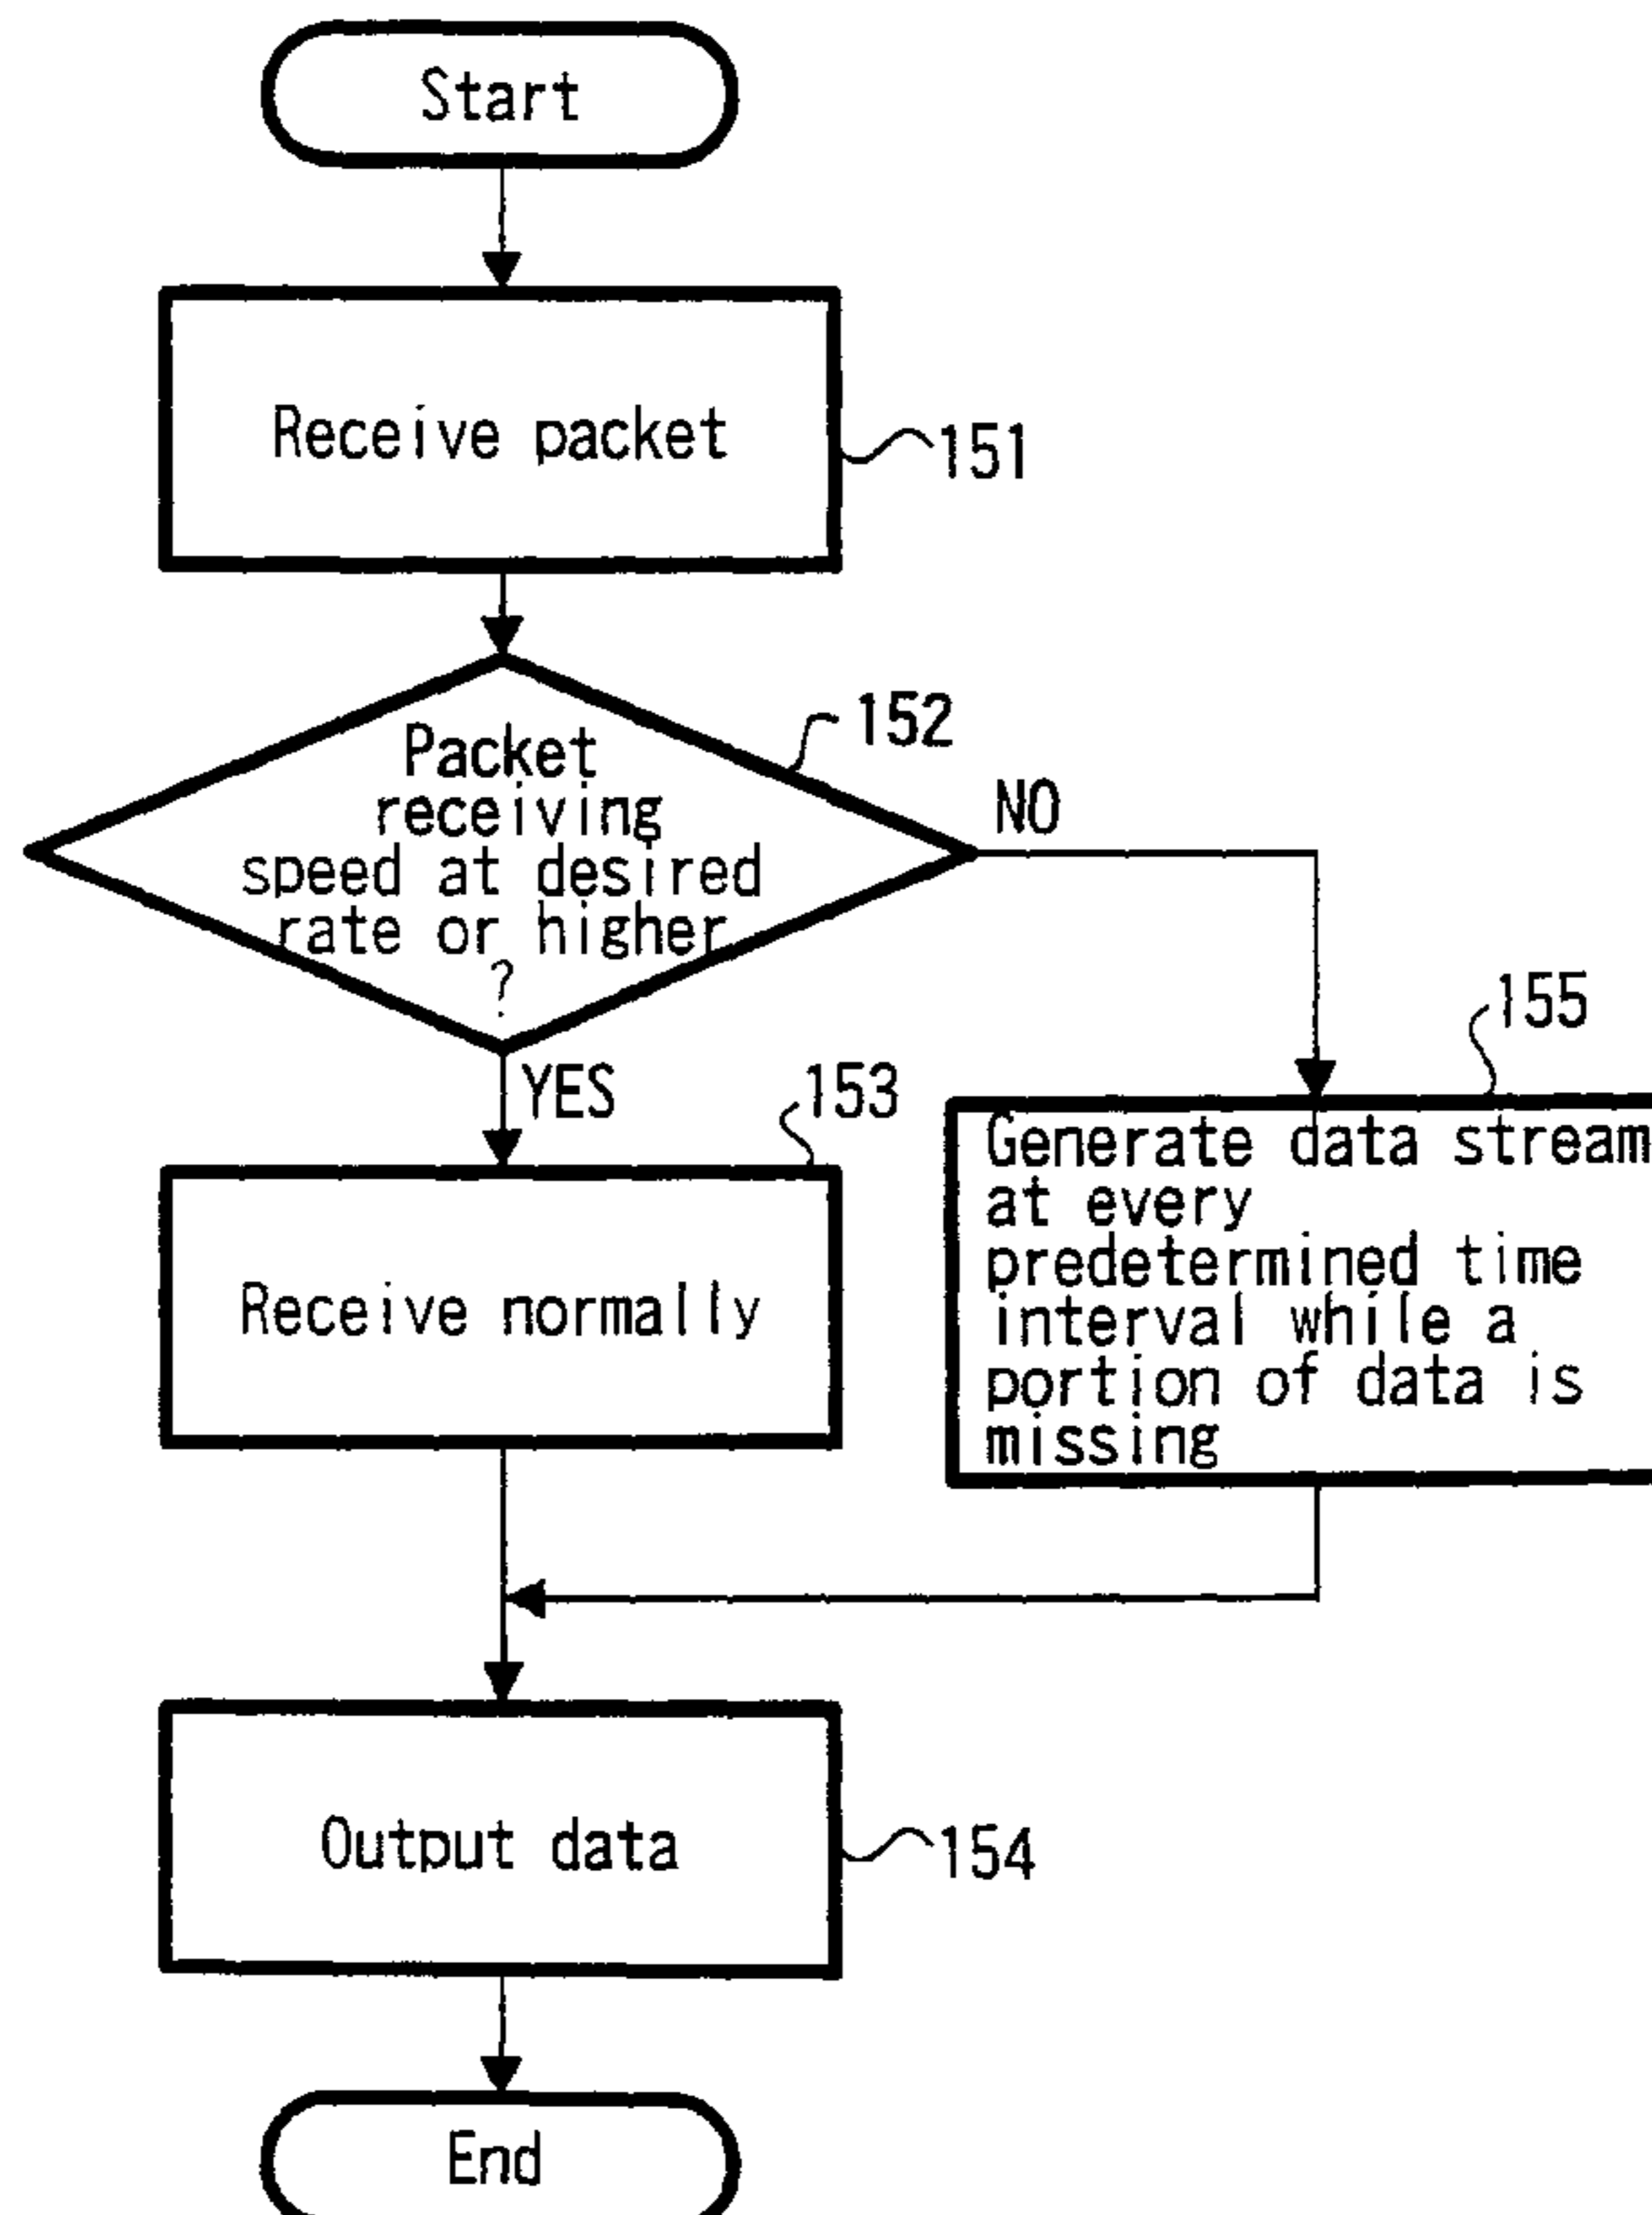 Start
Receive packet
151
152
Packet
receiving
speed at desired
rate or higher
?
NO
YES
153
155
Receive normally
Generate data stream
at every
predetermined time
interval while a
portion of data is
missing
Output data
154
End